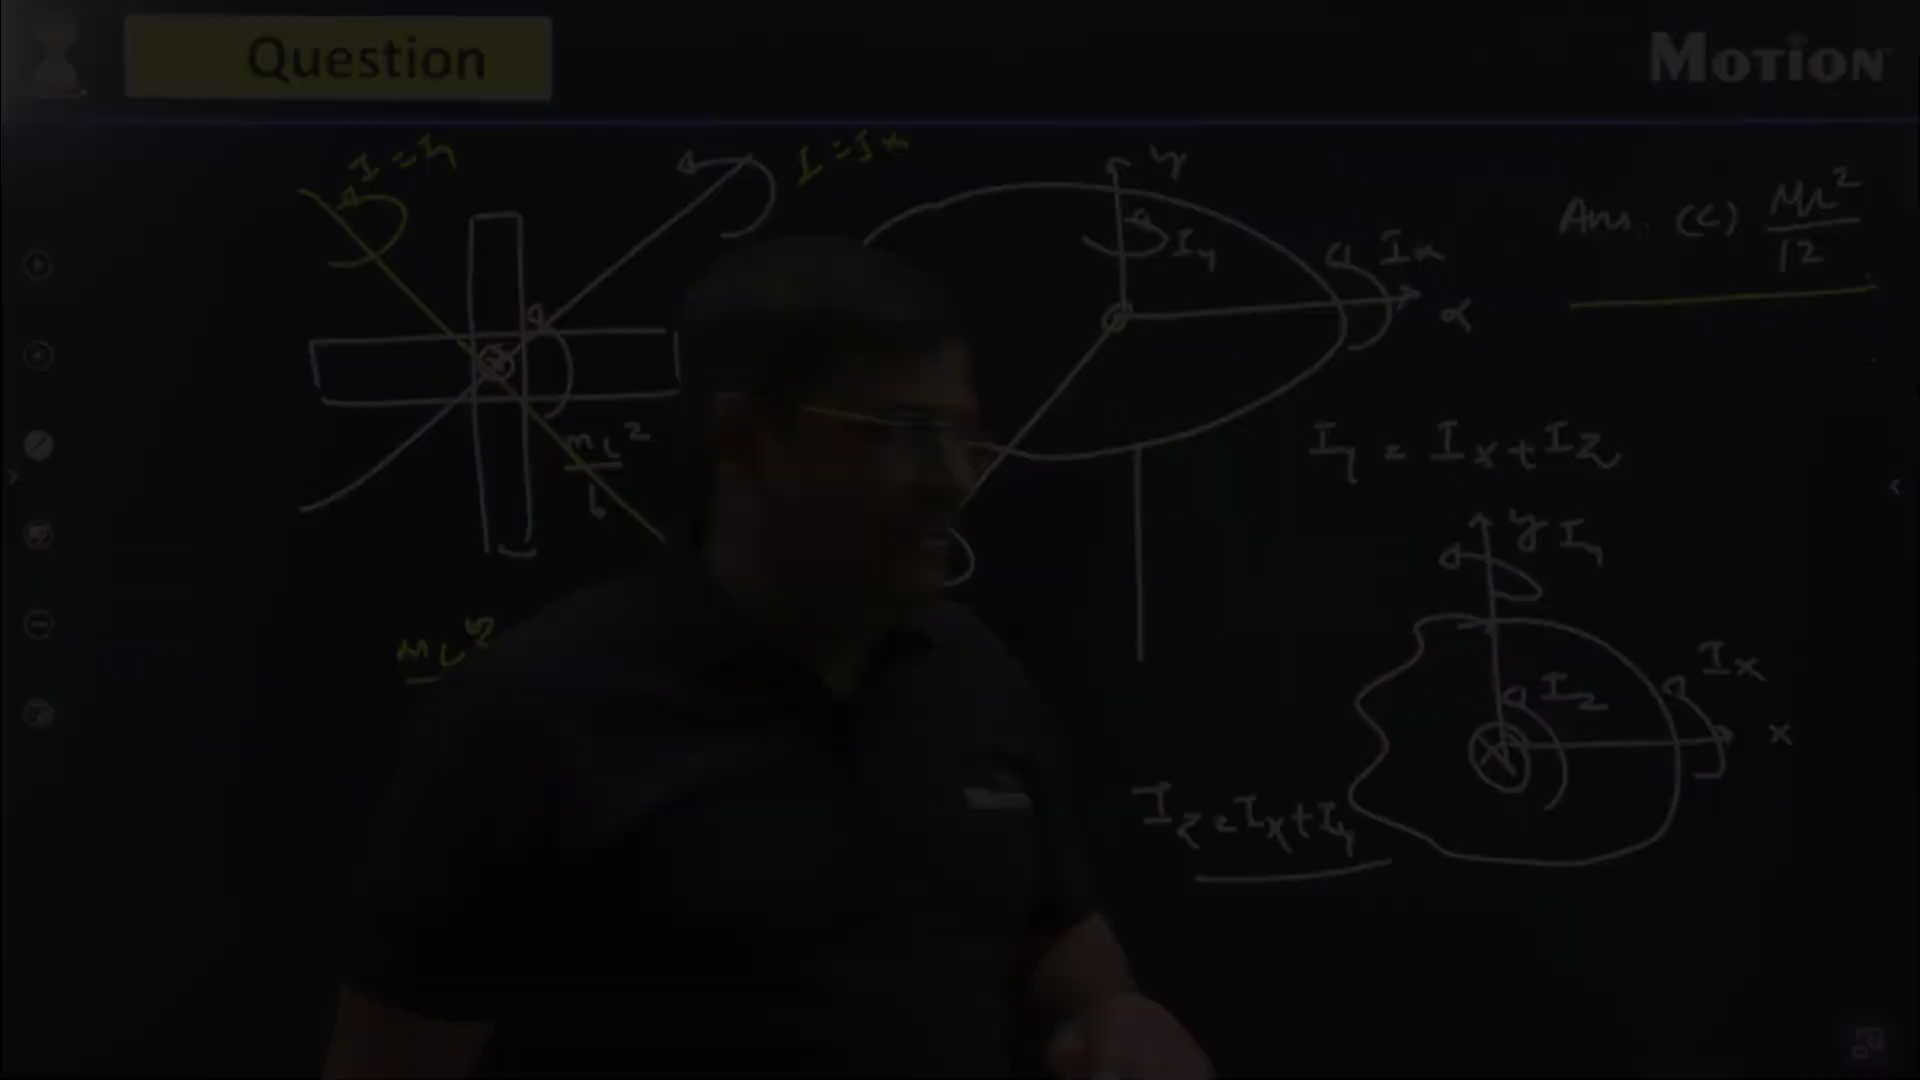 Question
MOTION
I = Iy
I = Ix
y
Iy
Ix
x
Ans. (C) ML²/12
ML²/6
Iy = Ix + Iz
y Iy
Ix
x
Iz
ML²
Iz = Ix + Iy